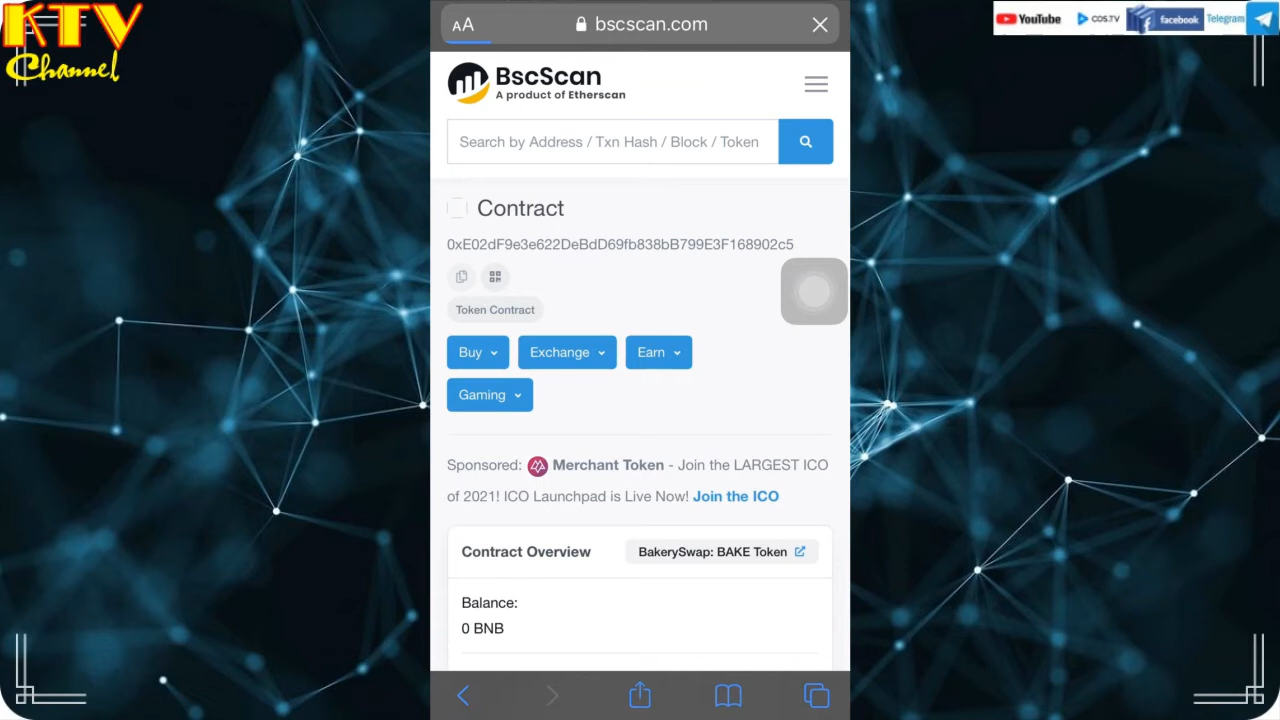 KTV
Channel
YouTube
COS.TV
facebook
Telegram
AA
bscscan.com
BscScan
A product of Etherscan
Search by Address / Txn Hash / Block / Token
Contract
0xE02dF9e3e622DeBdD69fb838bB799E3F168902c5
Token Contract
Buy
Exchange
Earn
Gaming
Sponsored: Merchant Token - Join the LARGEST ICO
of 2021! ICO Launchpad is Live Now! Join the ICO
Contract Overview
BakerySwap: BAKE Token
Balance:
0 BNB